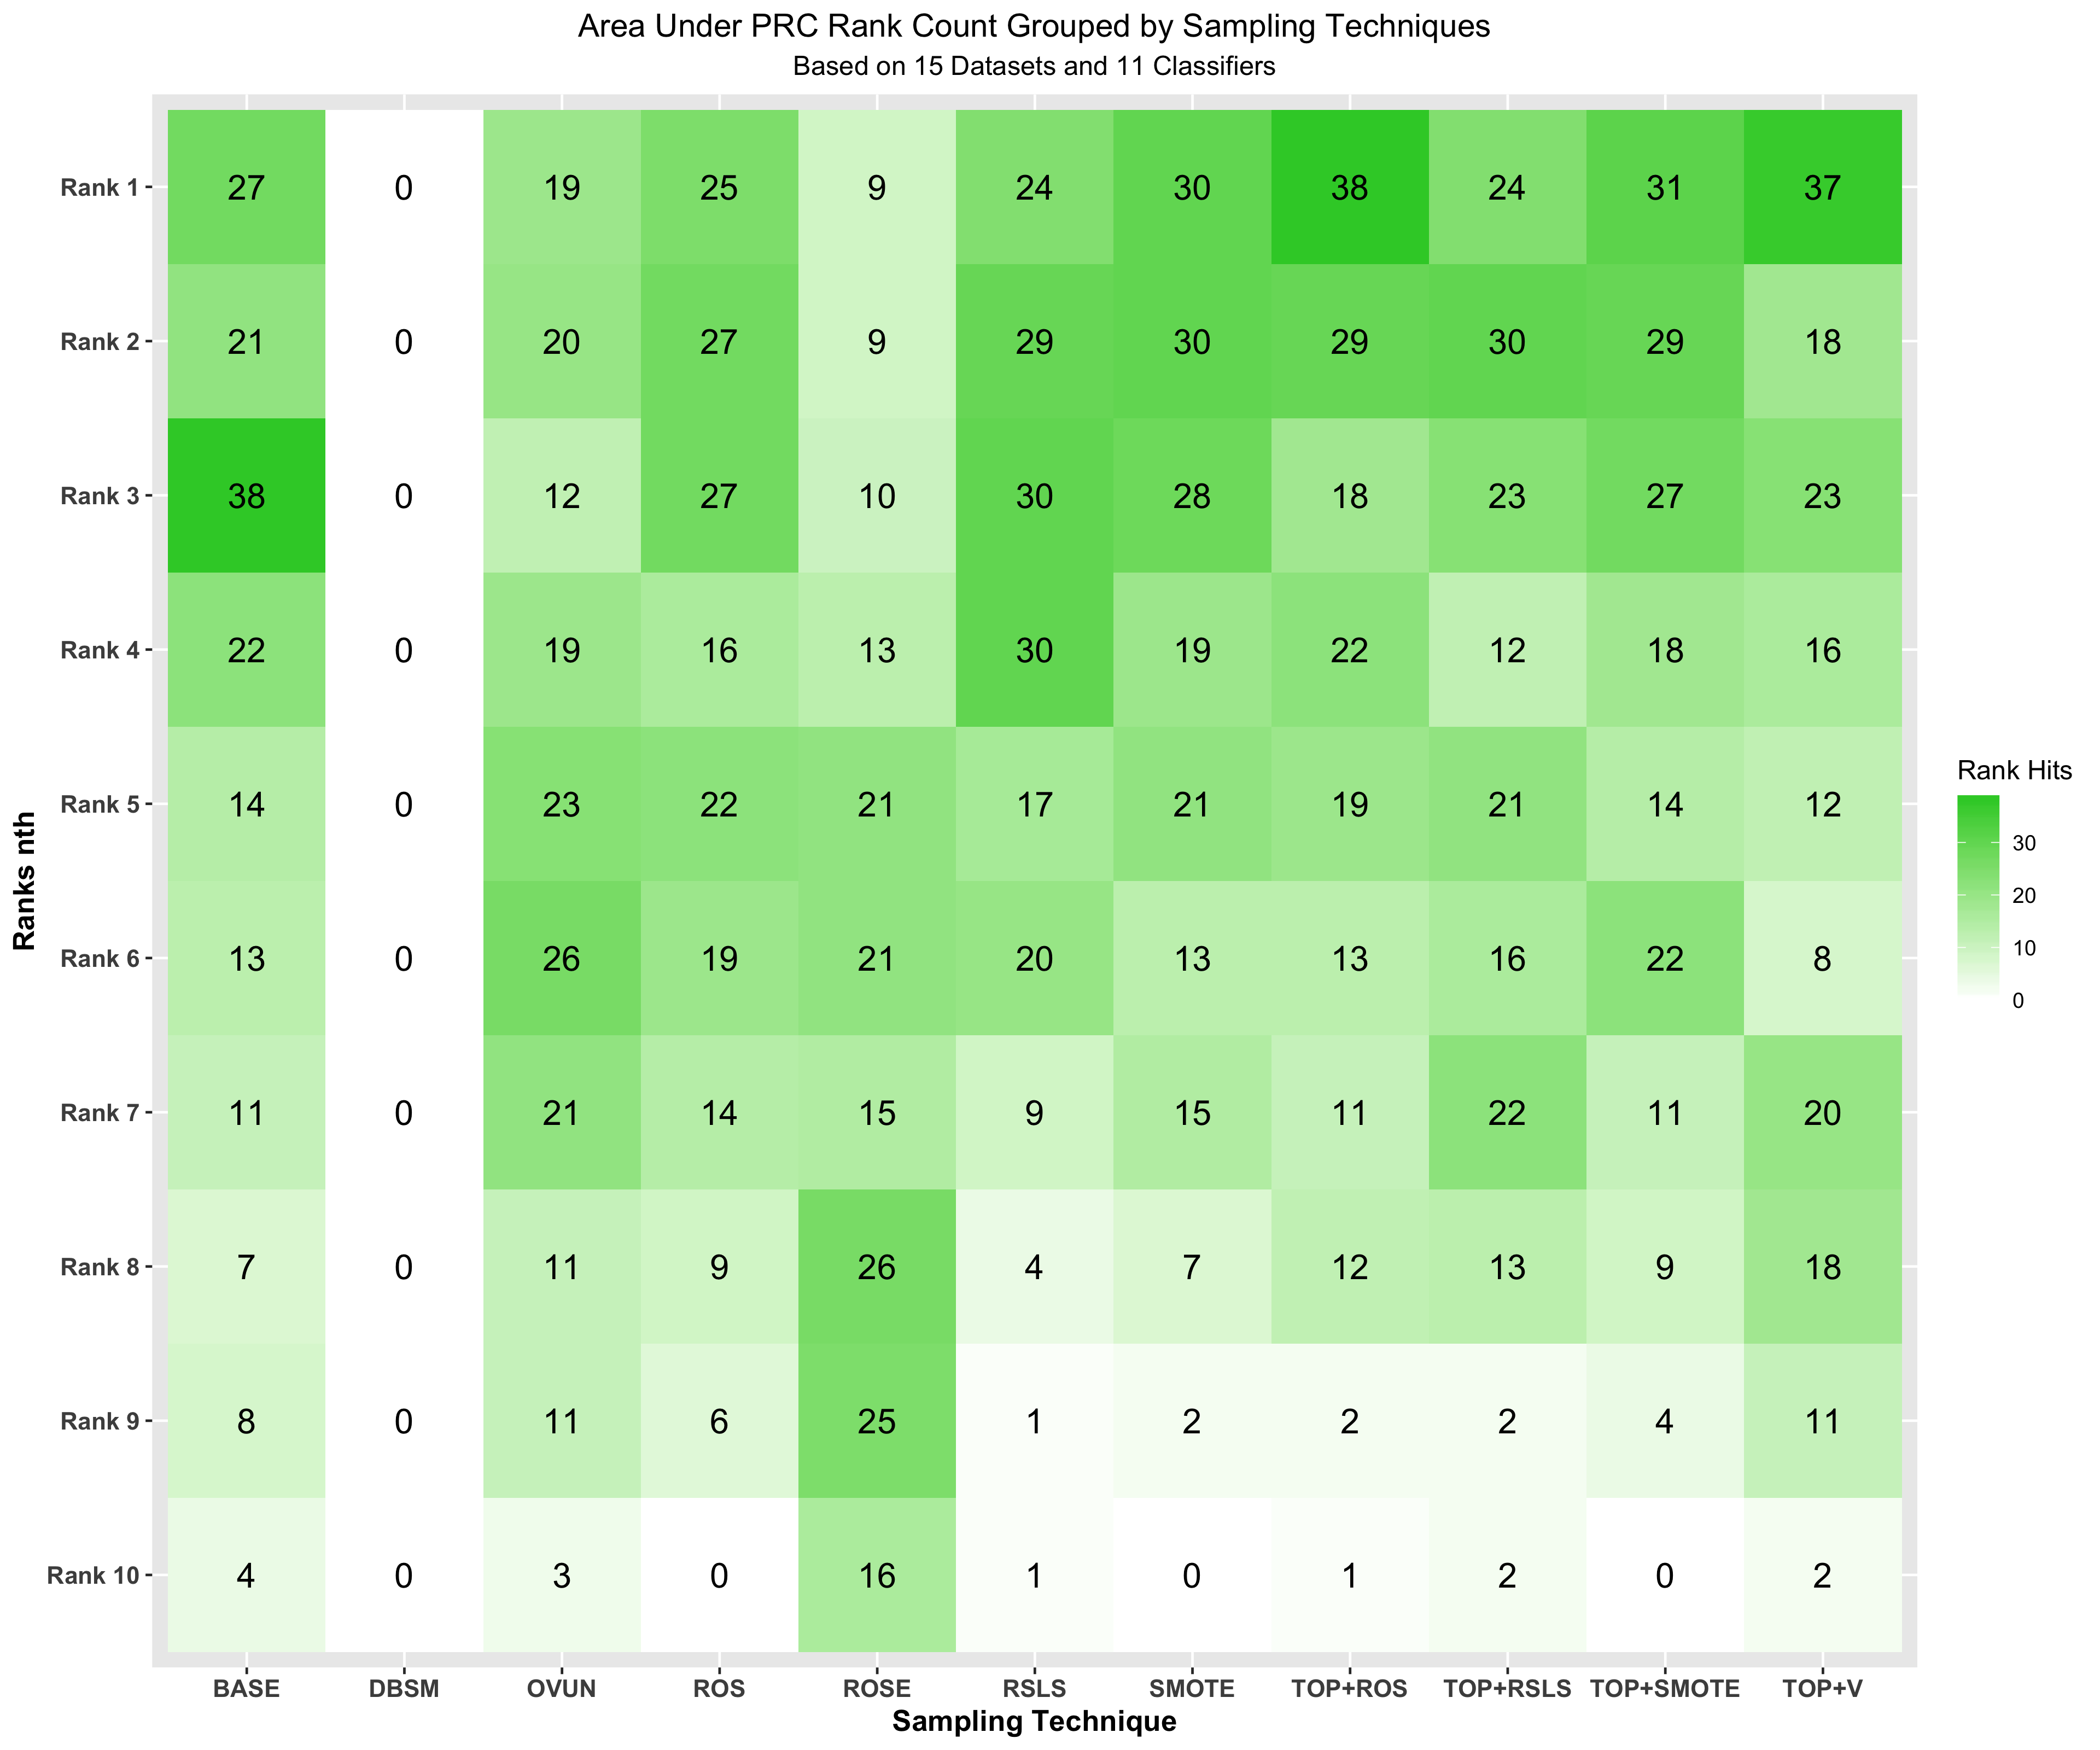 Area Under PRC Rank Count Grouped by Sampling Techniques
Based on 15 Datasets and 11 Classifiers
Rank 1 27 0 19 25 9 24 30 38 24 31 37
Rank 2 21 0 20 27 9 29 30 29 30 29 18
Rank 3 38 0 12 27 10 30 28 18 23 27 23
Rank 4 22 0 19 16 13 30 19 22 12 18 16
Rank 5 14 0 23 22 21 17 21 19 21 14 12
Rank 6 13 0 26 19 21 20 13 13 16 22 8
Rank 7 11 0 21 14 15 9 15 11 22 11 20
Rank 8 7 0 11 9 26 4 7 12 13 9 18
Rank 9 8 0 11 6 25 1 2 2 2 4 11
Rank 10 4 0 3 0 16 1 0 1 2 0 2
BASE DBSM OVUN ROS ROSE RSLS SMOTE TOP+ROS TOP+RSLS TOP+SMOTE TOP+V
Sampling Technique
Ranks nth
Rank Hits
30
20
10
0